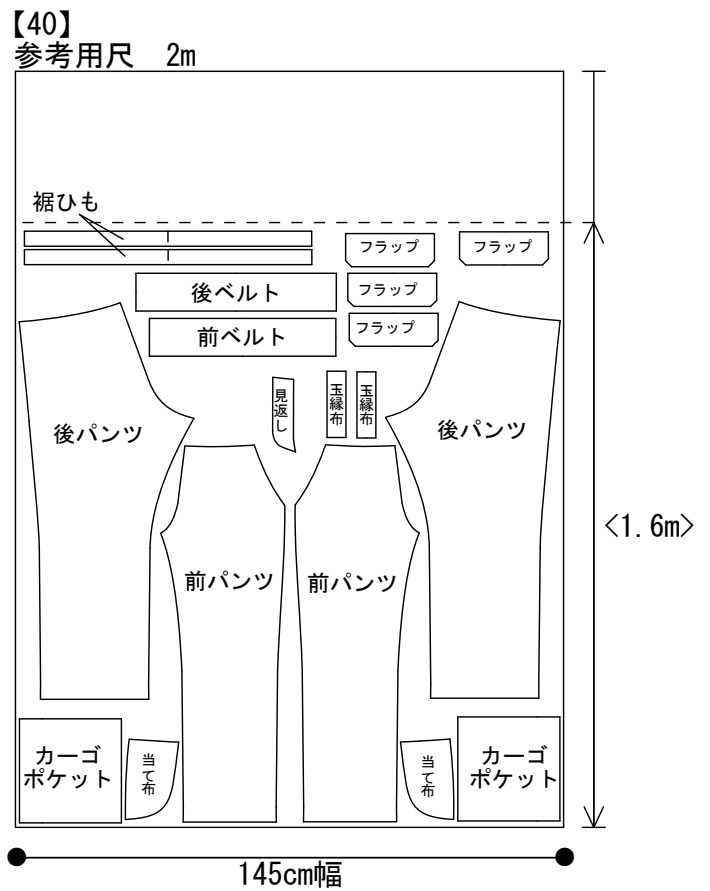 【40】
参考用尺 2m
裾ひも
フラップ
フラップ
後ベルト
フラップ
前ベルト
フラップ
見返し
玉縁布
玉縁布
後パンツ
後パンツ
<1.6m>
前パンツ
前パンツ
カーゴ
ポケット
当て布
当て布
カーゴ
ポケット
145cm幅